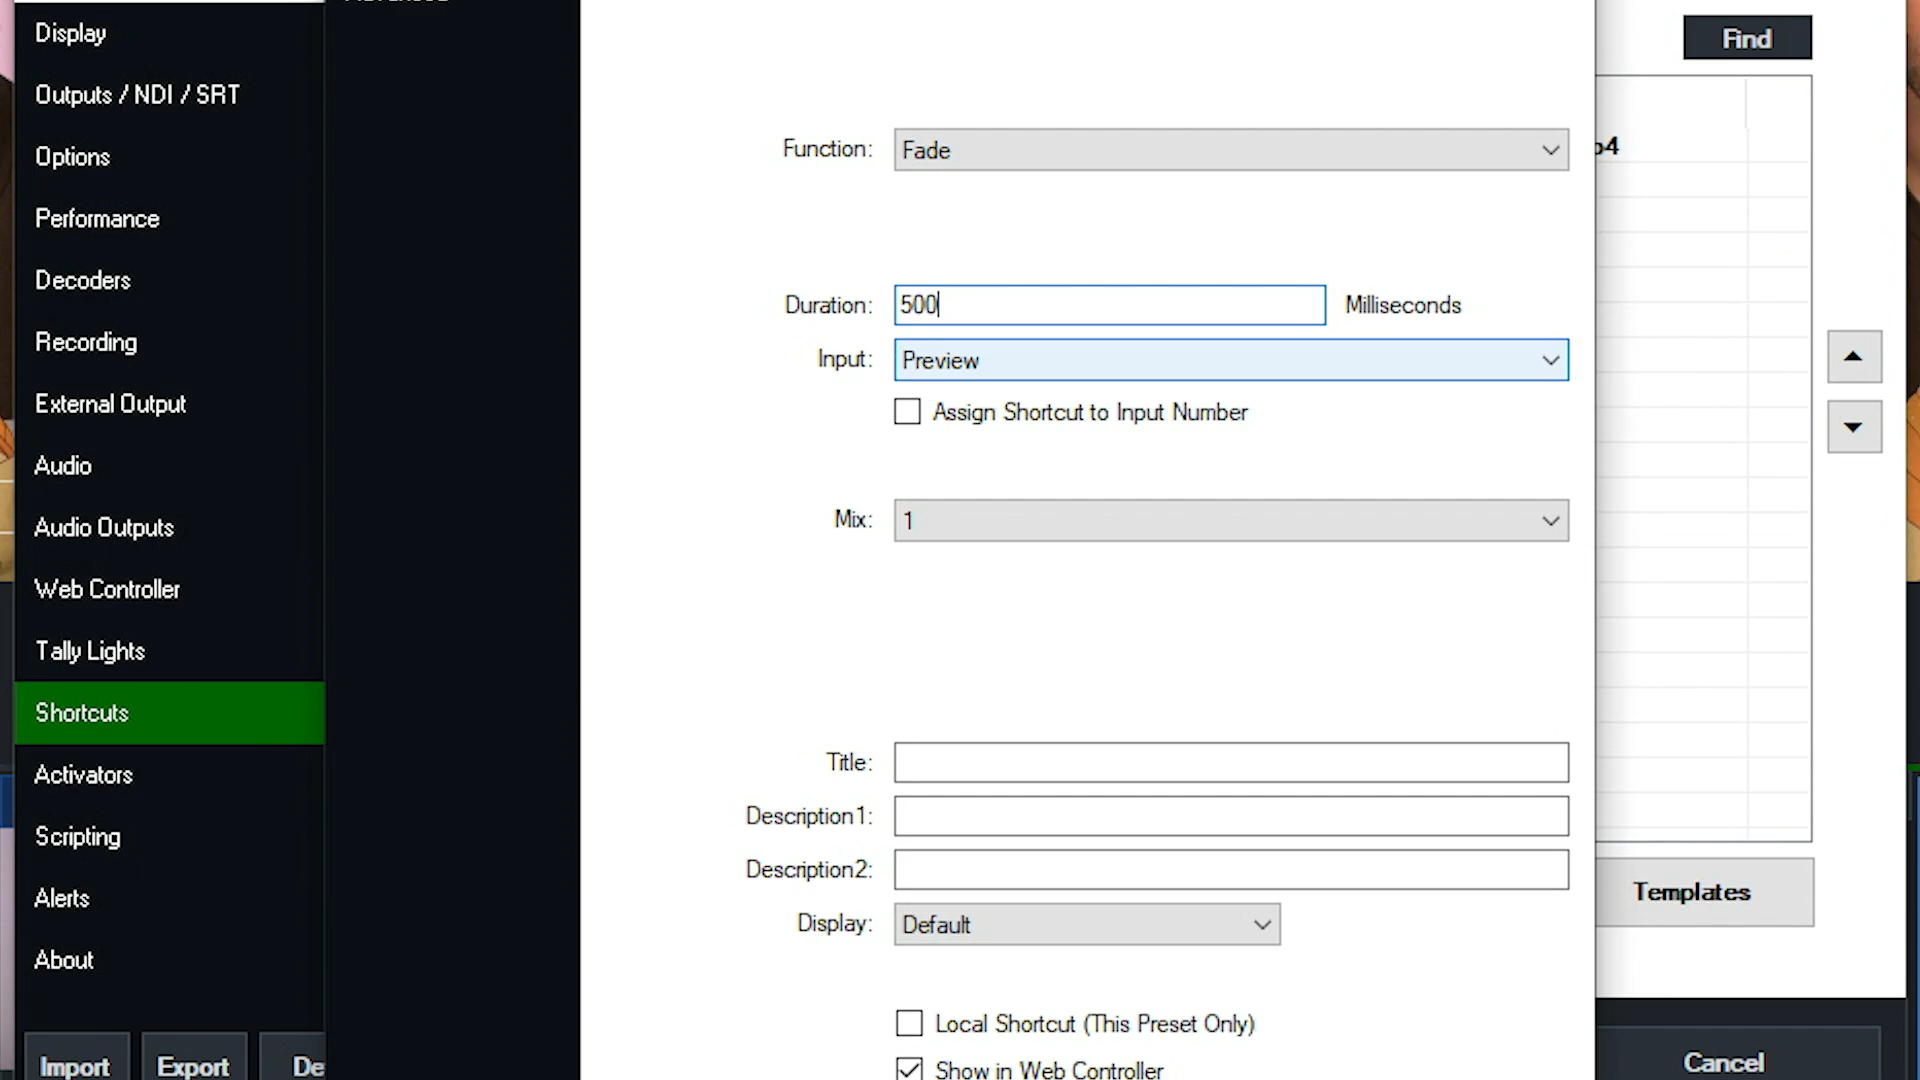 Display
Outputs / NDI / SRT
Options
Performance
Decoders
Recording
External Output
Audio
Audio Outputs
Web Controller
Tally Lights
Shortcuts
Activators
Scripting
Alerts
About
Import
Export
De
Function:
Fade
Duration:
500
Milliseconds
Input:
Preview
Assign Shortcut to Input Number
Mix:
1
Title:
Description1:
Description2:
Display:
Default
Local Shortcut (This Preset Only)
Show in Web Controller
Find
p4
Templates
Cancel